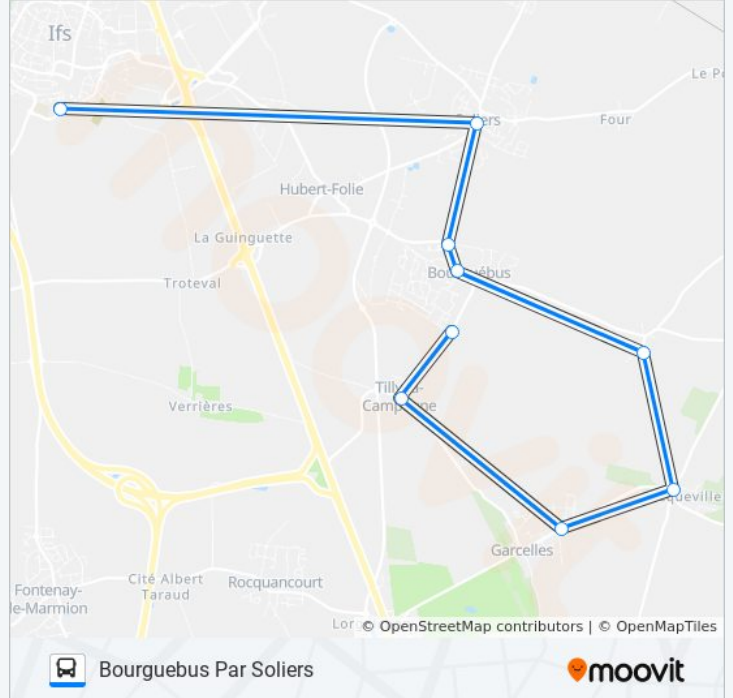 Ifs
Le P
Four
Hubert-Folie
La Guinguette
Troteval
Verrières
Garcelles
Cité Albert
Taraud
Rocquancourt
Fontenay-
le-Marmion
Lor
© OpenStreetMap contributors | © OpenMapTiles
Bourguebus Par Soliers
moovit